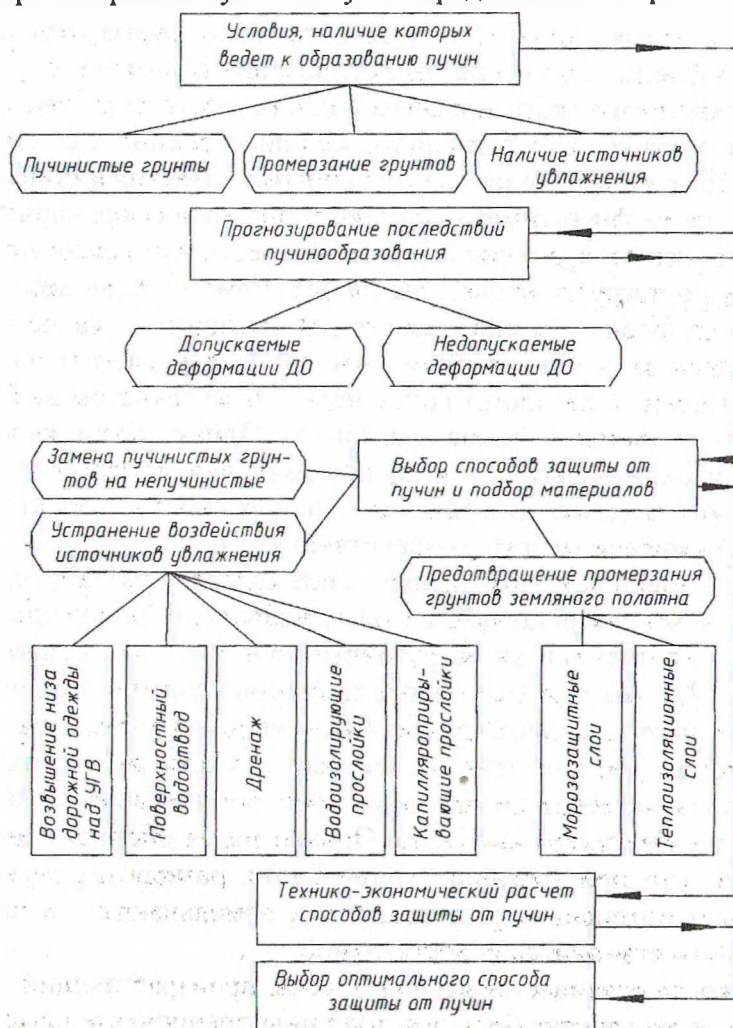 Условия, наличие которых
ведет к образованию пучин
Пучинистые грунты
Промерзание грунтов
Наличие источников
увлажнения
Прогнозирование последствий
пучинообразования
Допускаемые
деформации ДО
Недопускаемые
деформации ДО
Замена пучинистых грун-
тов на непучинистые
Выбор способов защиты от
пучин и подбор материалов
Устранение воздействия
источников увлажнения
Предотвращение промерзания
грунтов земляного полотна
Возвышение низа
дорожной одежды
над УГВ
Поверхностный
водоотвод
Дренаж
Водоизолирующие
прослойки
Капилляропреры-
вающие прослойки
Морозозащитные
слои
Теплоизоляционные
слои
Технико-экономический расчет
способов защиты от пучин
Выбор оптимального способа
защиты от пучин